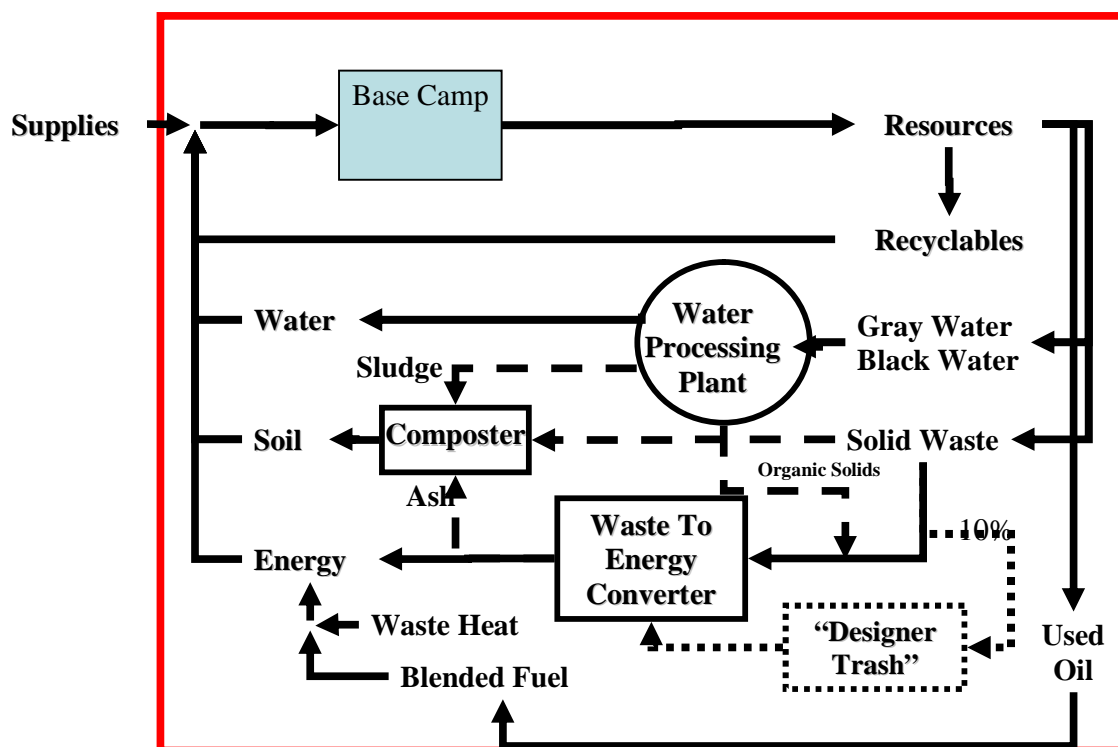 Base Camp
Supplies
Resources
Recyclables
Water
Water
Processing
Plant
Gray Water
Black Water
Sludge
Soil
Composter
Solid Waste
Organic Solids
Ash
10%
Energy
Waste To
Energy
Converter
Waste Heat
“Designer
Trash”
Used
Oil
Blended Fuel